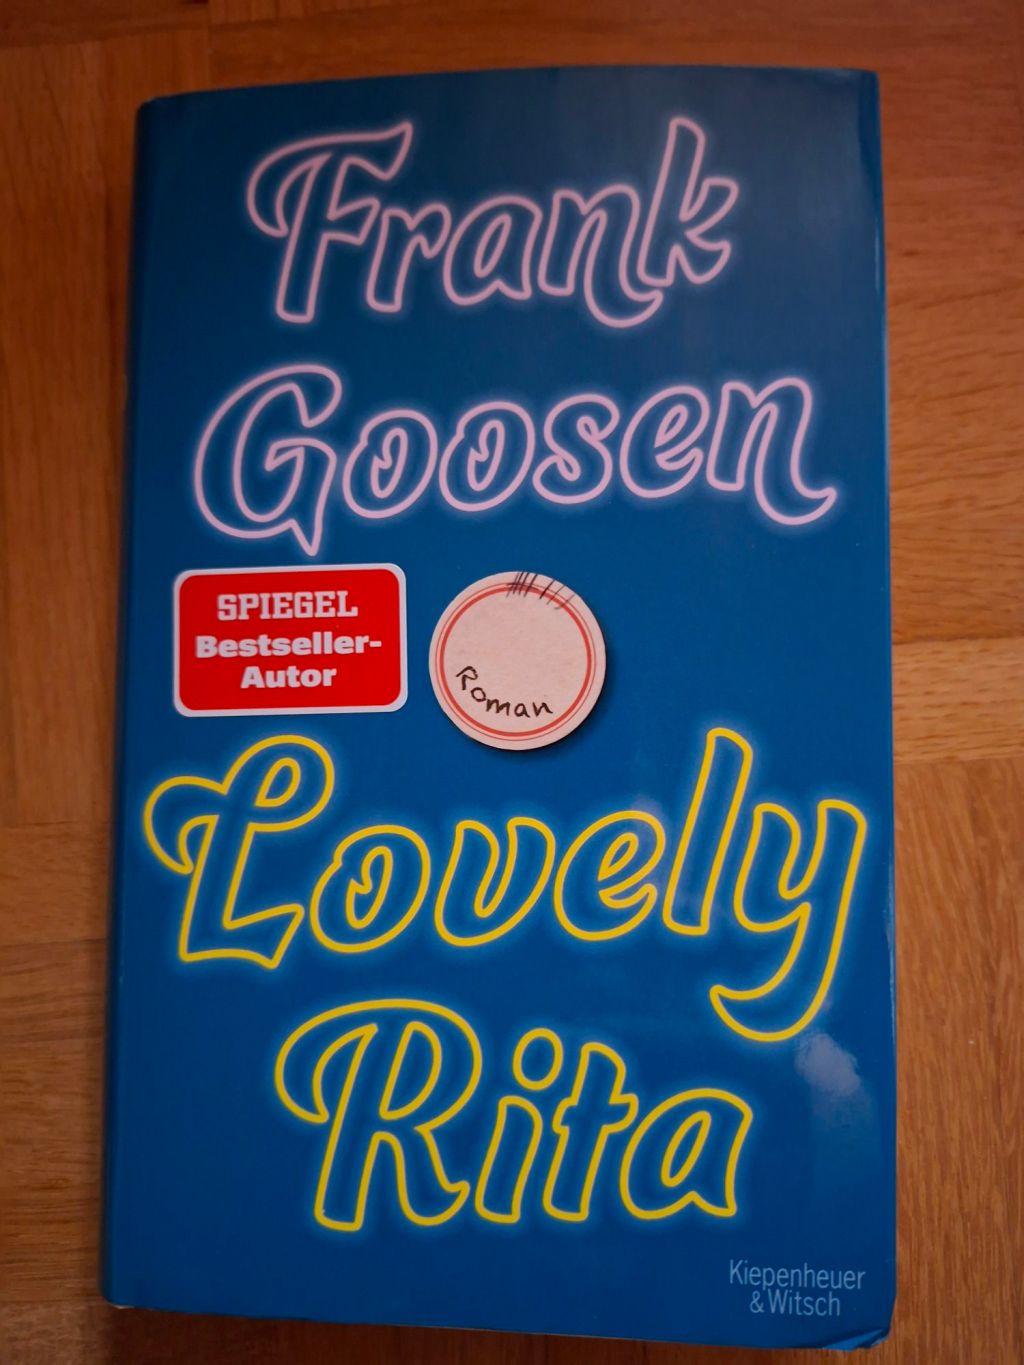 Frank
Goosen
SPIEGEL
Bestseller-
Autor
Roman
Lovely
Rita
Kiepenheuer
&Witsch